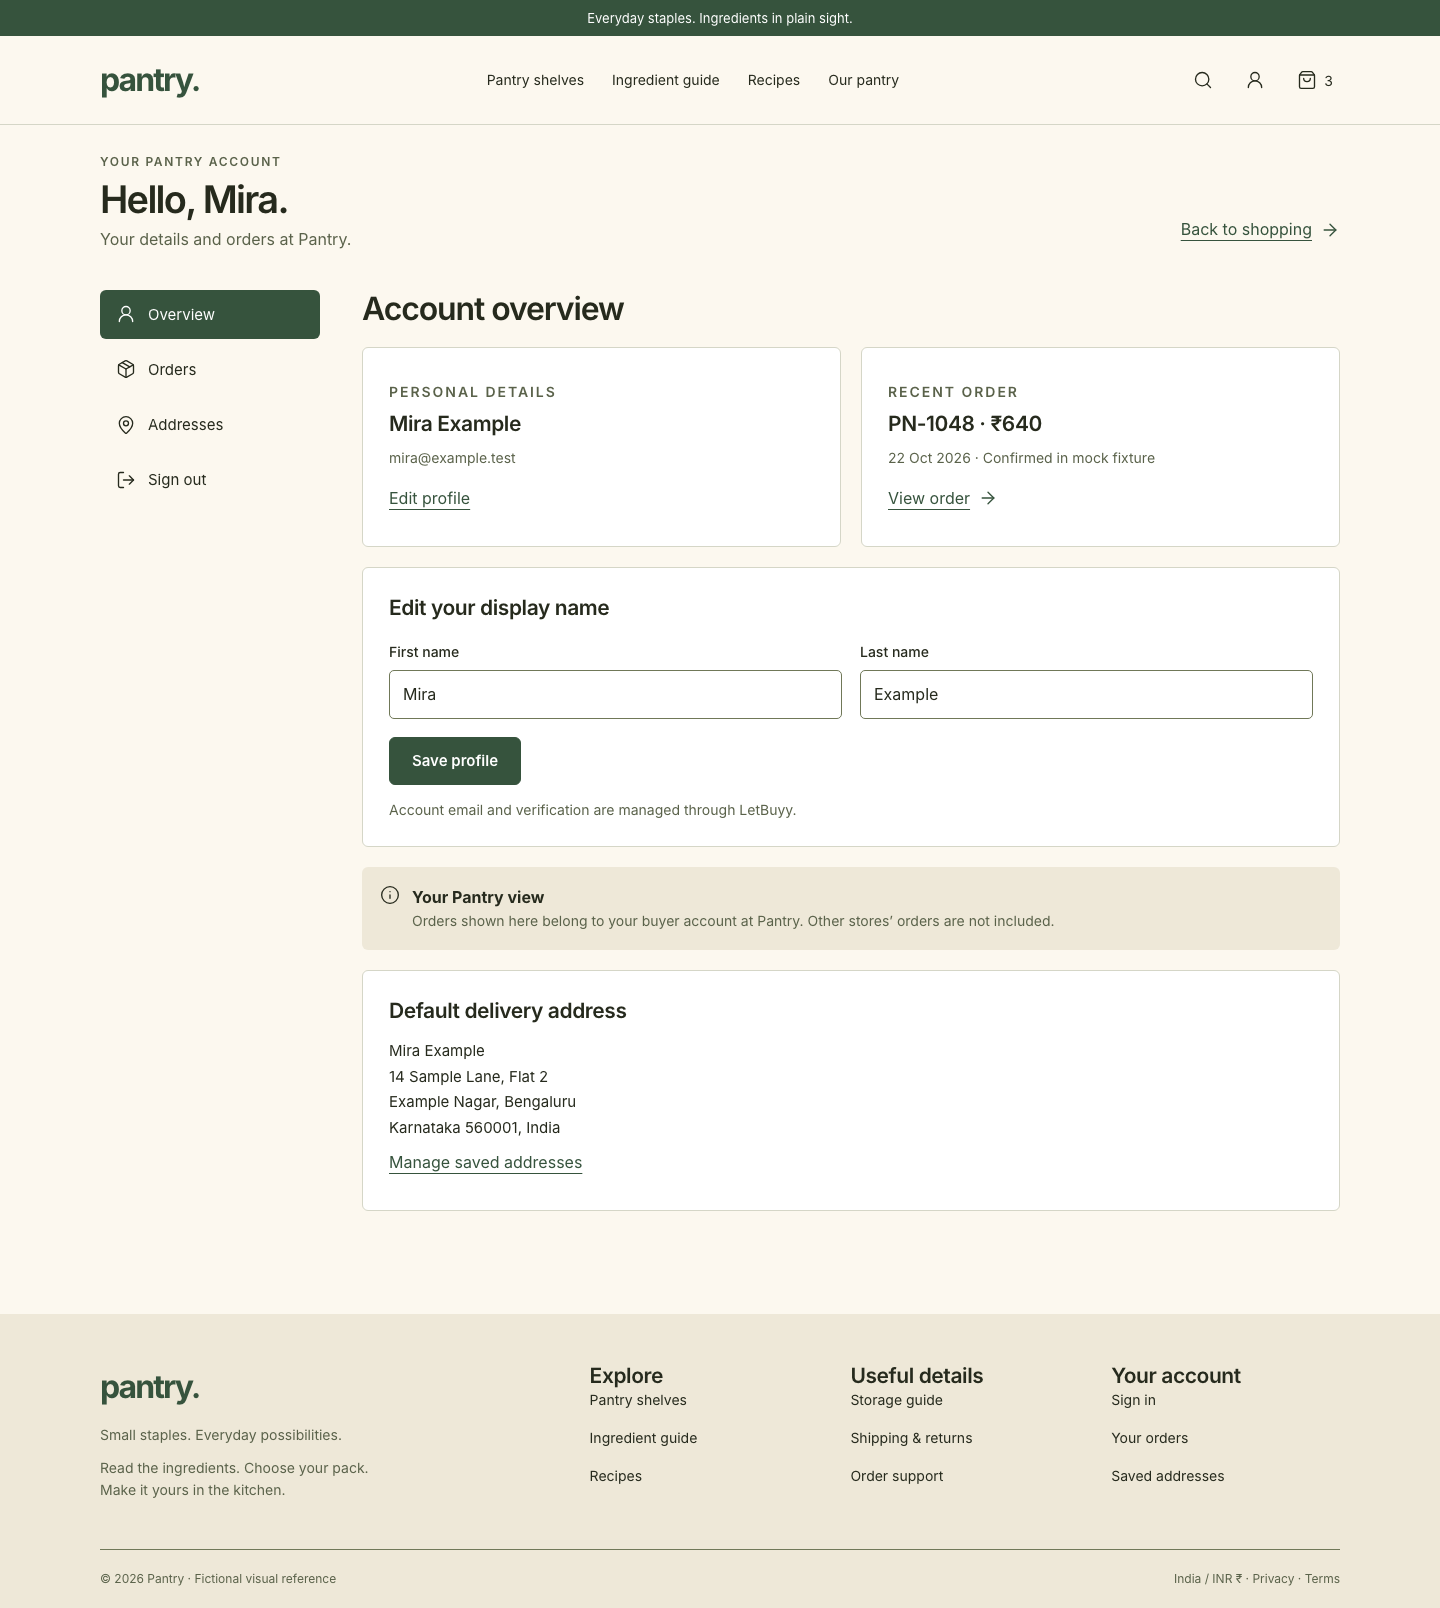 Everyday staples. Ingredients in plain sight.
pantry.
Pantry shelves
Ingredient guide
Recipes
Our pantry
3
YOUR PANTRY ACCOUNT
Hello, Mira.
Your details and orders at Pantry.
Back to shopping
Overview
Orders
Addresses
Sign out
Account overview
PERSONAL DETAILS
Mira Example
mira@example.test
Edit profile
RECENT ORDER
PN-1048 · ₹640
22 Oct 2026 · Confirmed in mock fixture
View order
Edit your display name
First name
Mira
Last name
Example
Save profile
Account email and verification are managed through LetBuyy.
Your Pantry view
Orders shown here belong to your buyer account at Pantry. Other stores’ orders are not included.
Default delivery address
Mira Example
14 Sample Lane, Flat 2
Example Nagar, Bengaluru
Karnataka 560001, India
Manage saved addresses
pantry.
Small staples. Everyday possibilities.
Read the ingredients. Choose your pack.
Make it yours in the kitchen.
Explore
Pantry shelves
Ingredient guide
Recipes
Useful details
Storage guide
Shipping & returns
Order support
Your account
Sign in
Your orders
Saved addresses
© 2026 Pantry · Fictional visual reference
India / INR ₹ · Privacy · Terms